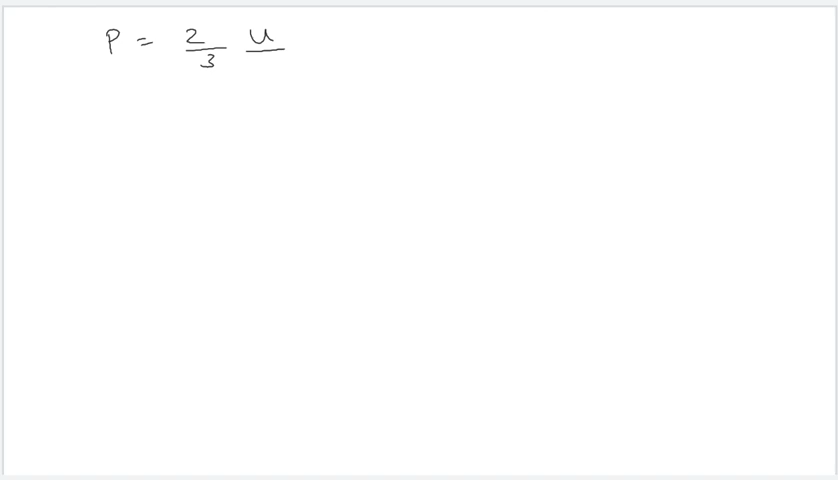 P = 2/3 U/